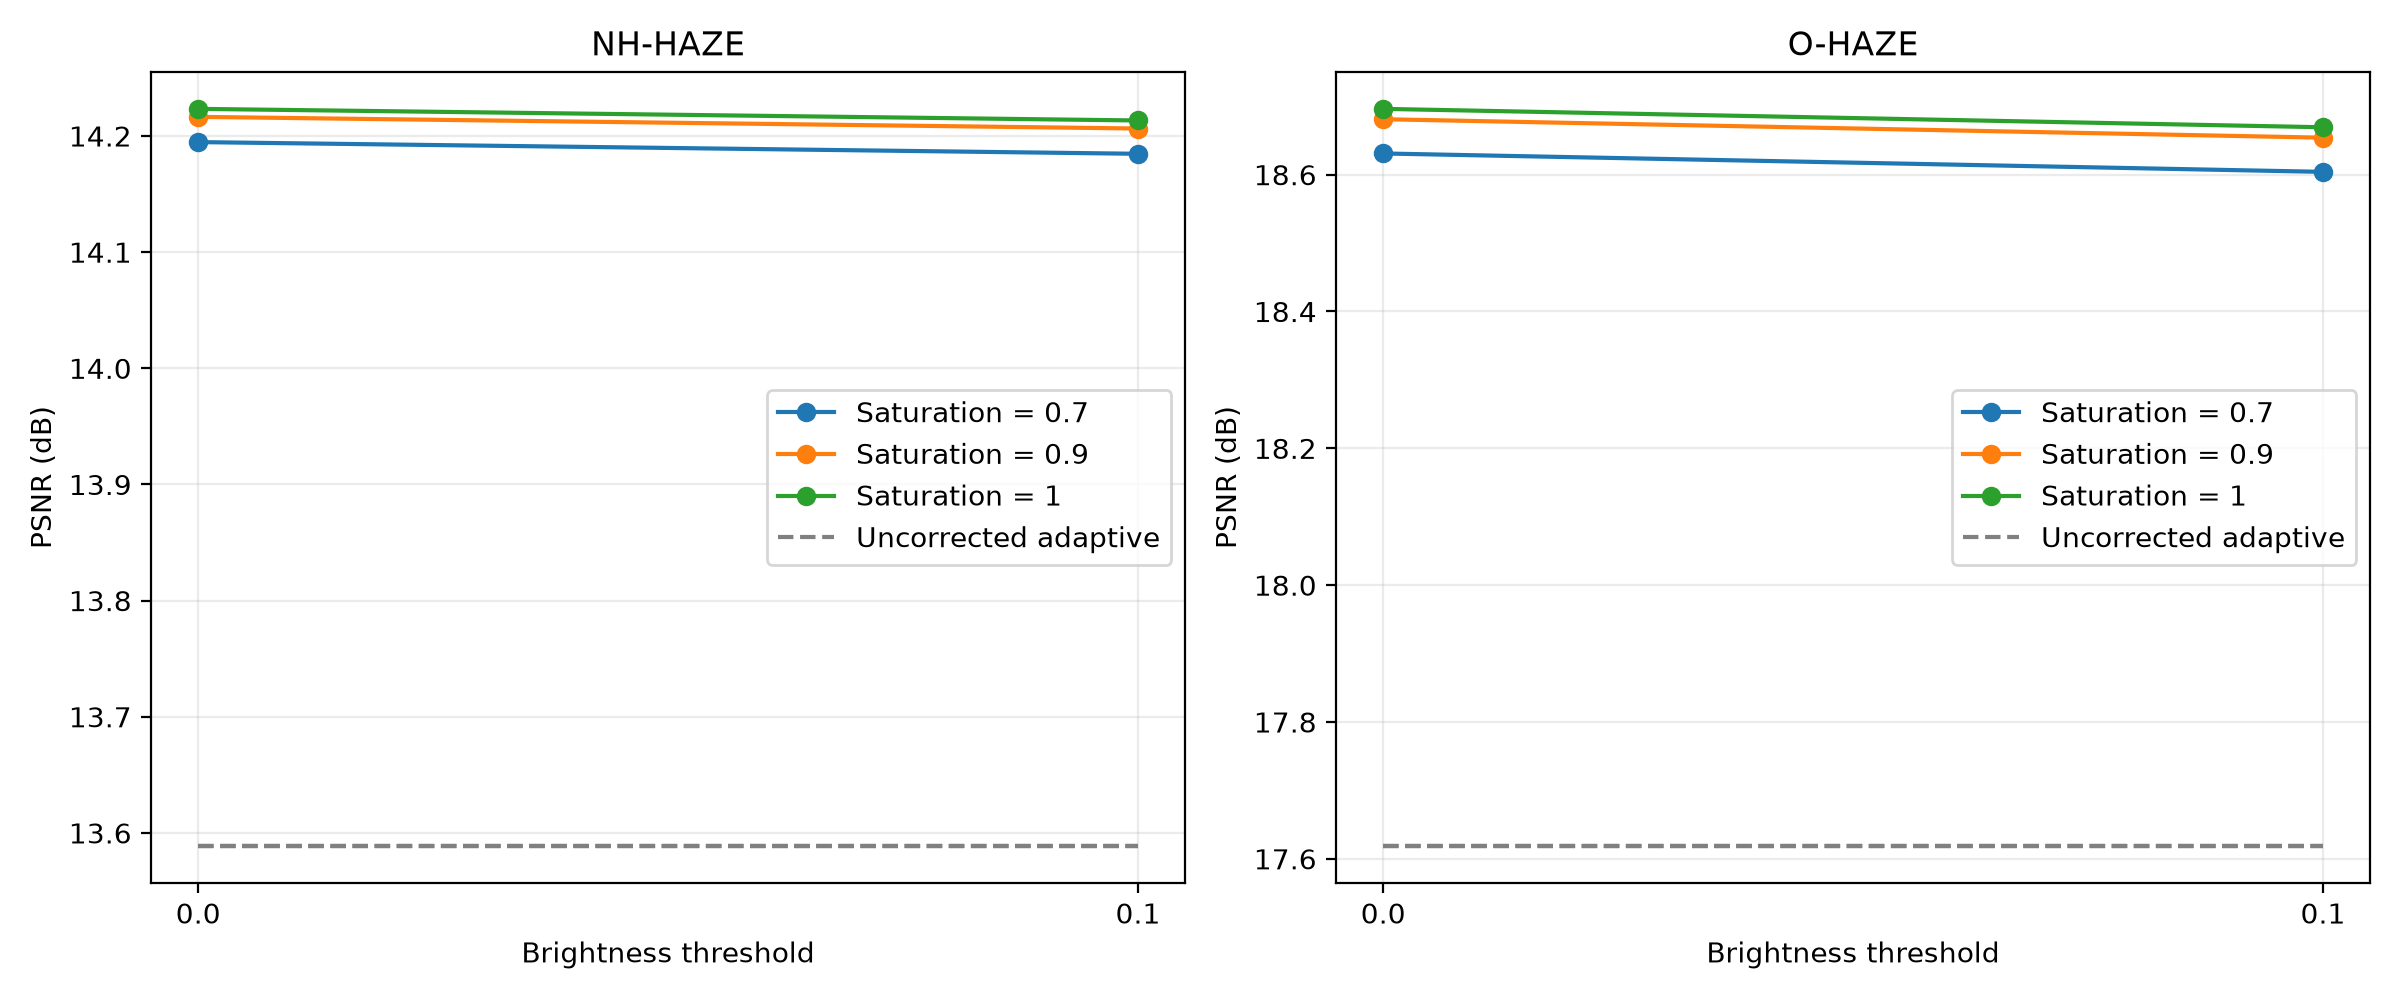 NH-HAZE
PSNR (dB)
14.2
14.1
14.0
13.9
13.8
13.7
13.6
Saturation = 0.7
Saturation = 0.9
Saturation = 1
Uncorrected adaptive
0.0
0.1
Brightness threshold
O-HAZE
PSNR (dB)
18.6
18.4
18.2
18.0
17.8
17.6
Saturation = 0.7
Saturation = 0.9
Saturation = 1
Uncorrected adaptive
0.0
0.1
Brightness threshold